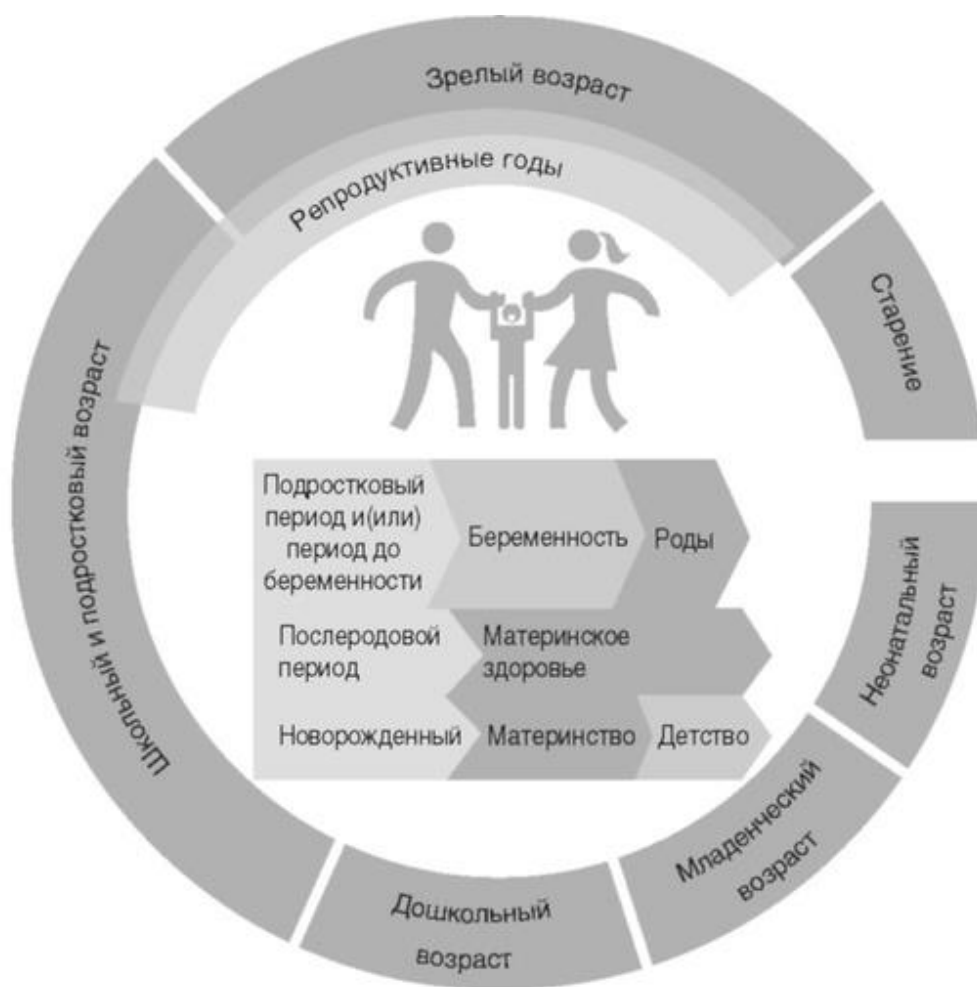 Зрелый возраст
Репродуктивные годы
Старение
Школьный и подростковый возраст
Подростковый
период и(или)
период до
беременности
Беременность
Роды
Послеродовой
период
Материнское
здоровье
Новорожденный
Материнство
Детство
Неонатальный
возраст
Младенческий
возраст
Дошкольный
возраст